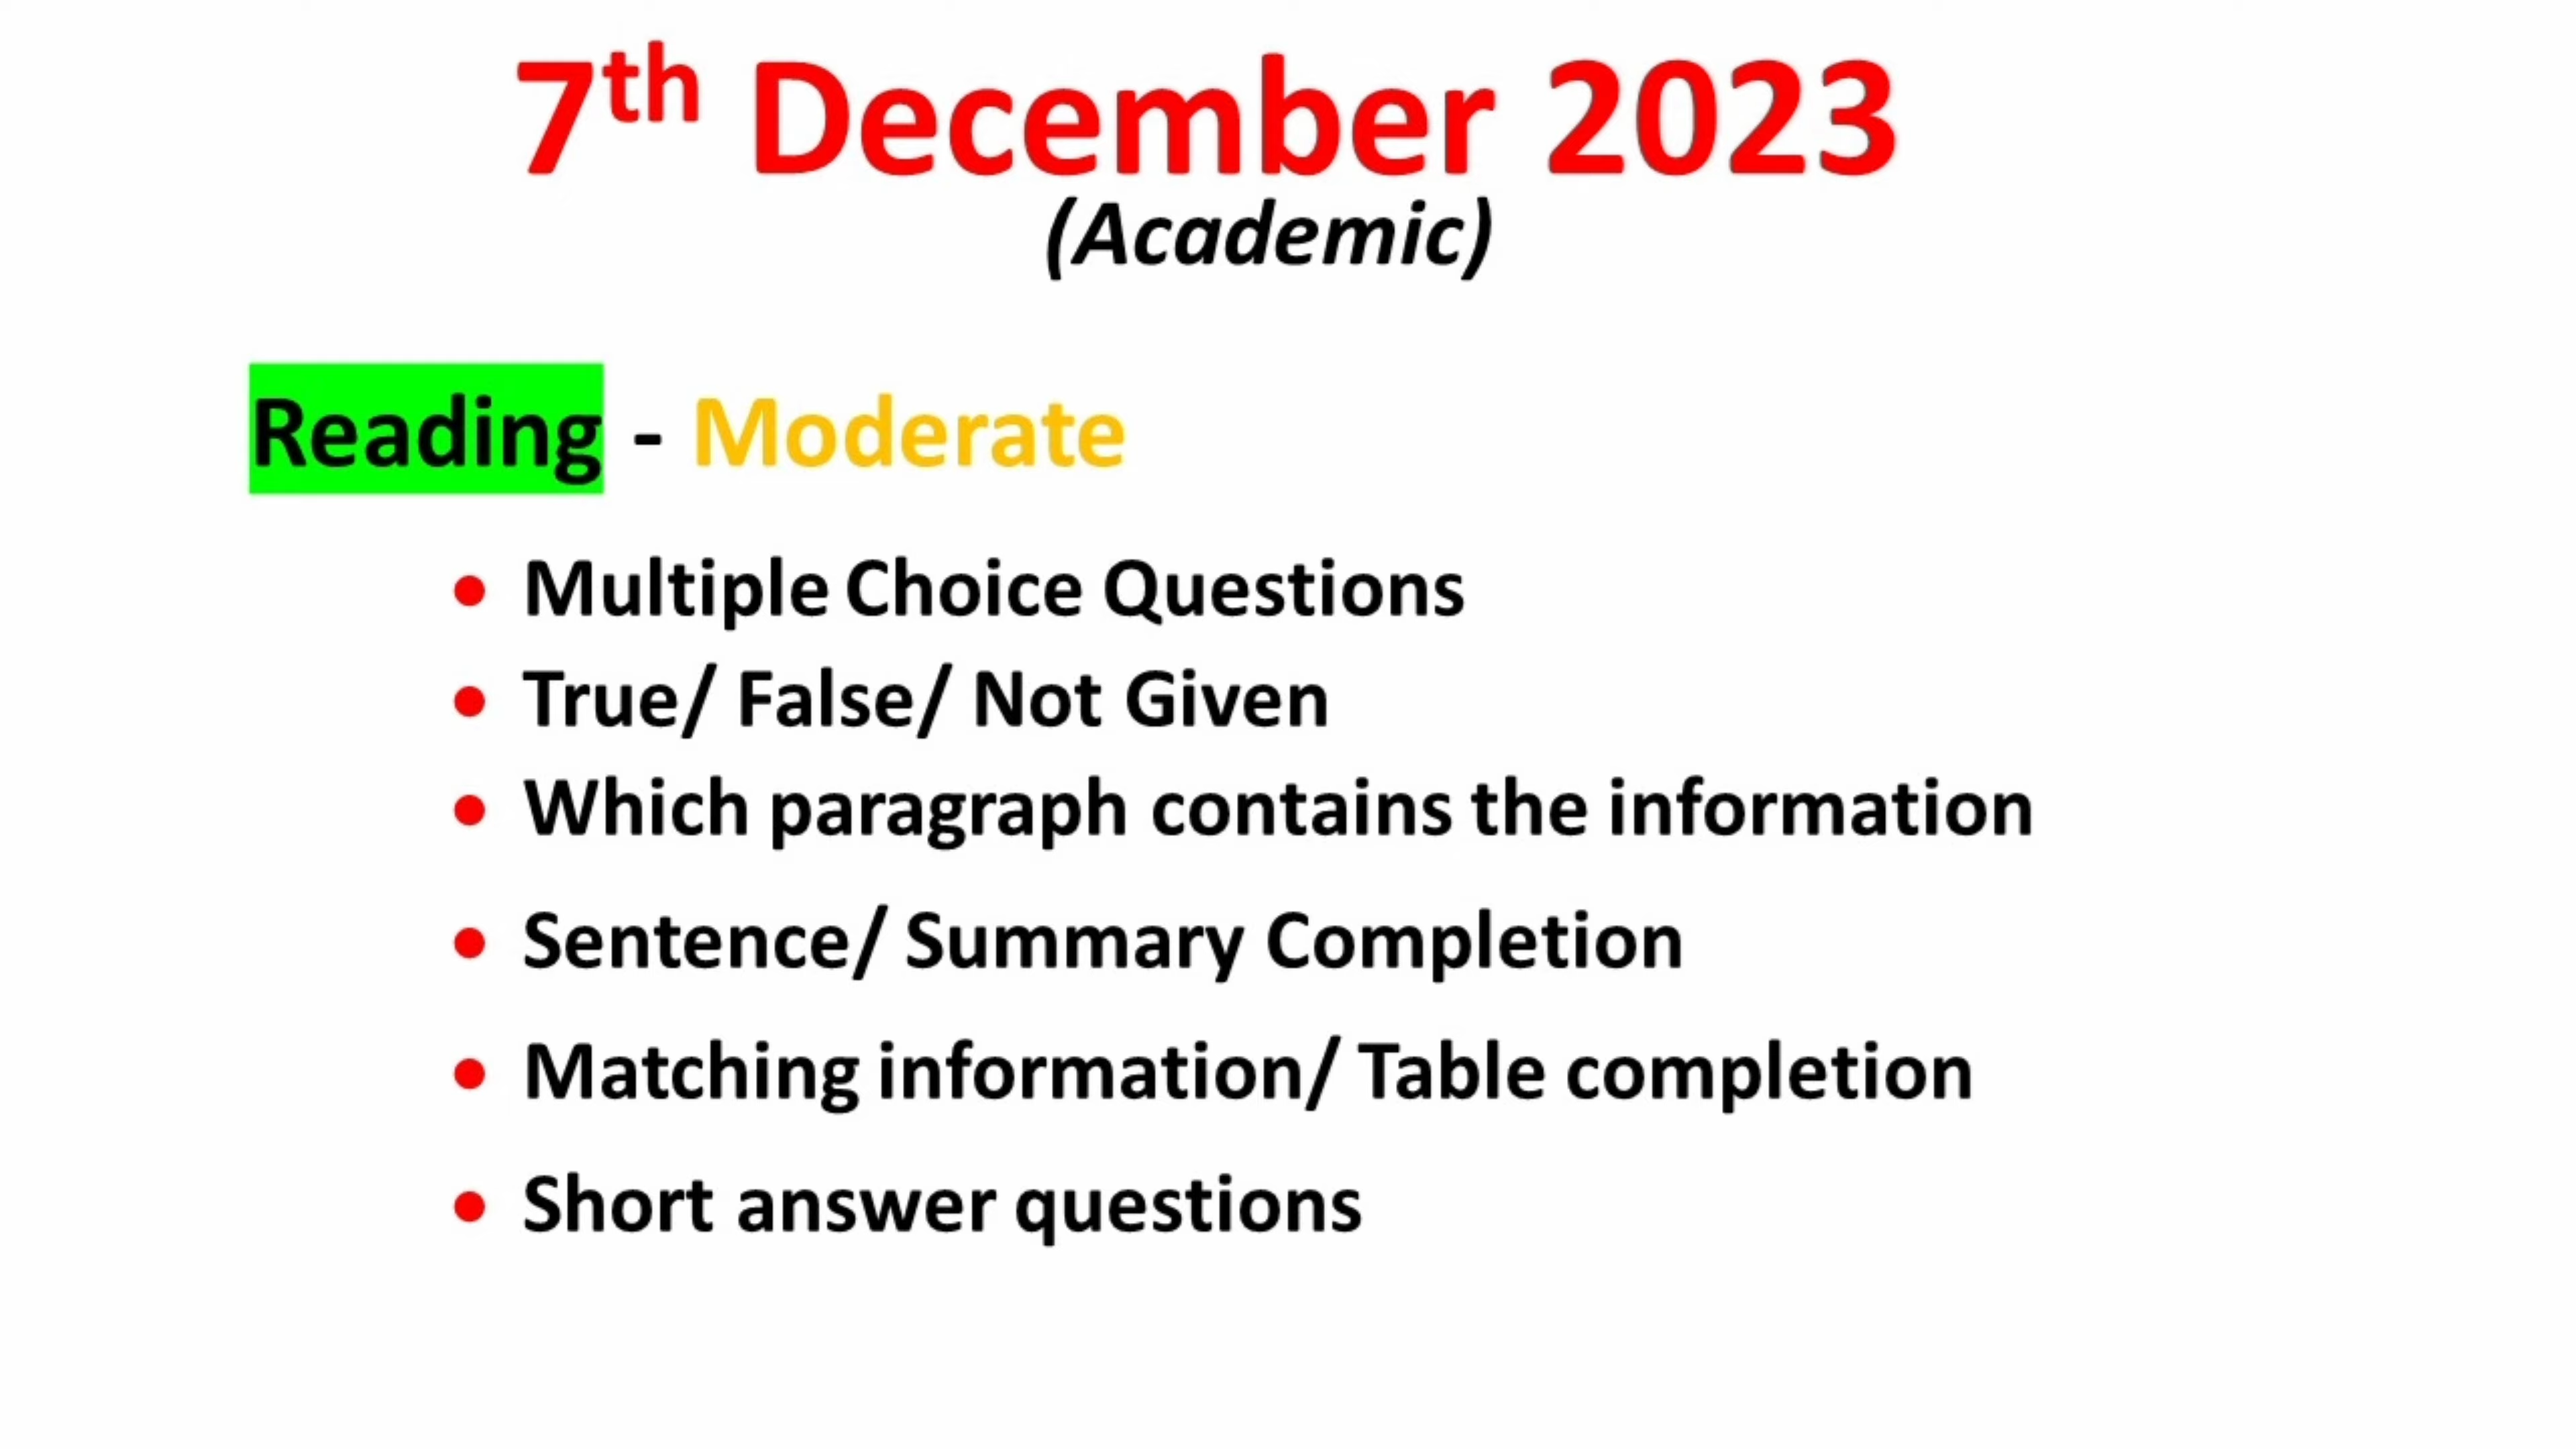 7th December 2023
(Academic)
Reading - Moderate
• Multiple Choice Questions
• True/ False/ Not Given
• Which paragraph contains the information
• Sentence/ Summary Completion
• Matching information/ Table completion
• Short answer questions